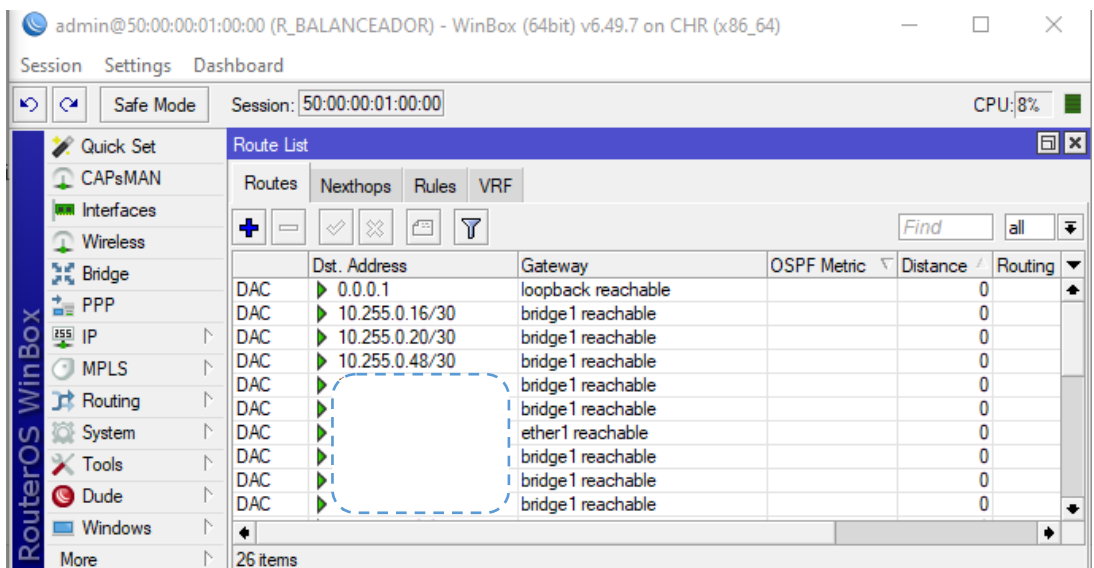 admin@50:00:00:01:00:00 (R_BALANCEADOR) - WinBox (64bit) v6.49.7 on CHR (x86_64)
Session Settings Dashboard
Safe Mode Session: 50:00:00:01:00:00 CPU: 8%
RouterOS WinBox
Quick Set
CAPsMAN
Interfaces
Wireless
Bridge
PPP
IP
MPLS
Routing
System
Tools
Dude
Windows
More
Route List
Routes Nexthops Rules VRF
Find all
Dst. Address Gateway OSPF Metric Distance Routing
DAC 0.0.0.1 loopback reachable 0
DAC 10.255.0.16/30 bridge1 reachable 0
DAC 10.255.0.20/30 bridge1 reachable 0
DAC 10.255.0.48/30 bridge1 reachable 0
DAC bridge1 reachable 0
DAC bridge1 reachable 0
DAC ether1 reachable 0
DAC bridge1 reachable 0
DAC bridge1 reachable 0
DAC bridge1 reachable 0
26 items